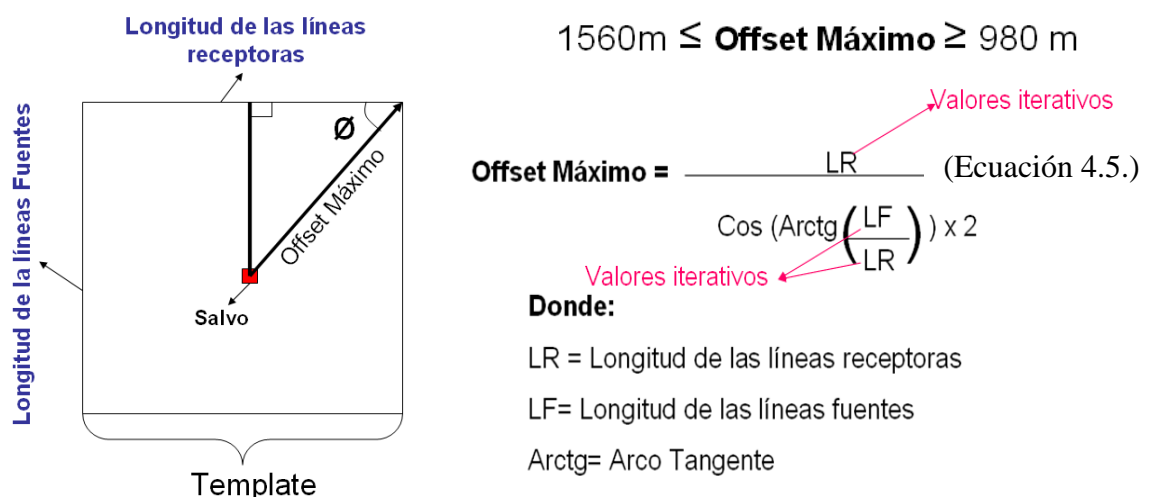 Longitud de las líneas
receptoras
Longitud de la líneas Fuentes
Ø
Offset Máximo
Salvo
Template
1560m ≤ Offset Máximo ≥ 980 m
Valores iterativos
Offset Máximo = LR (Ecuación 4.5.)
Cos (Arctg(LF
LR) ) x 2
Valores iterativos
Donde:
LR = Longitud de las líneas receptoras
LF= Longitud de las líneas fuentes
Arctg= Arco Tangente